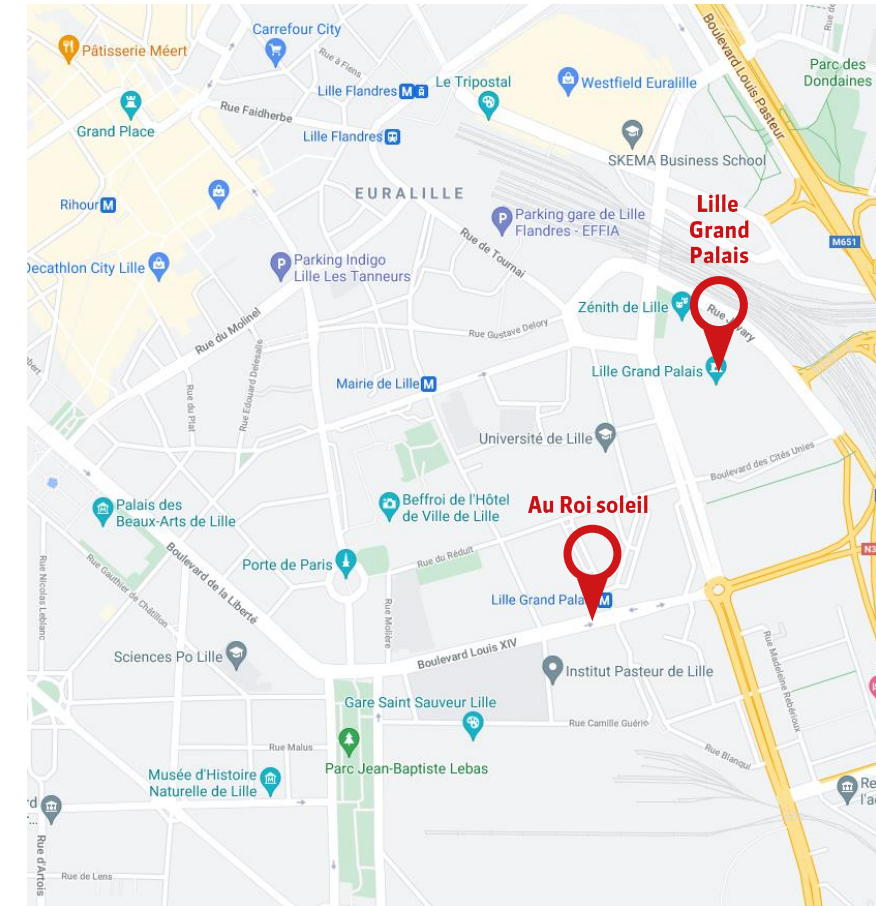 Carrefour City
Pâtisserie Méert
Rue à Fiens
Boulevard Louis Pasteur
Parc des
Dondaines
Lille Flandres M
Le Tripostal
Westfield Euralille
Grand Place
Rue Faidherbe
Lille Flandres
SKEMA Business School
EURALILLE
Rihour M
Lille
Grand
Palais
Parking gare de Lille
Flandres - EFFIA
M651
Rue de Tournai
Decathlon City Lille
Parking Indigo
Lille Les Tanneurs
Zénith de Lille
Rue du Molinel
Rue Gustave Delory
Rue Javary
Rue Edouard Delesalle
Rue du Plat
Mairie de Lille M
Lille Grand Palais
Université de Lille
Boulevard des Cités Unies
Palais des
Beaux-Arts de Lille
Beffroi de l'Hôtel
de Ville de Lille
Au Roi soleil
Porte de Paris
Rue du Réduit
N3
Rue Nicolas Leblanc
Rue Gauthier de Châtillon
Boulevard de la Liberté
Rue Molière
Lille Grand Palais M
Sciences Po Lille
Boulevard Louis XIV
Institut Pasteur de Lille
Rue Madeleine Rebérioux
Gare Saint Sauveur Lille
Rue Camille Guérin
Rue Malus
Parc Jean-Baptiste Lebas
Rue Blanqui
Musée d'Histoire
Naturelle de Lille
Re
l'a
rd
...
Rue d'Artois
Rue de Lens